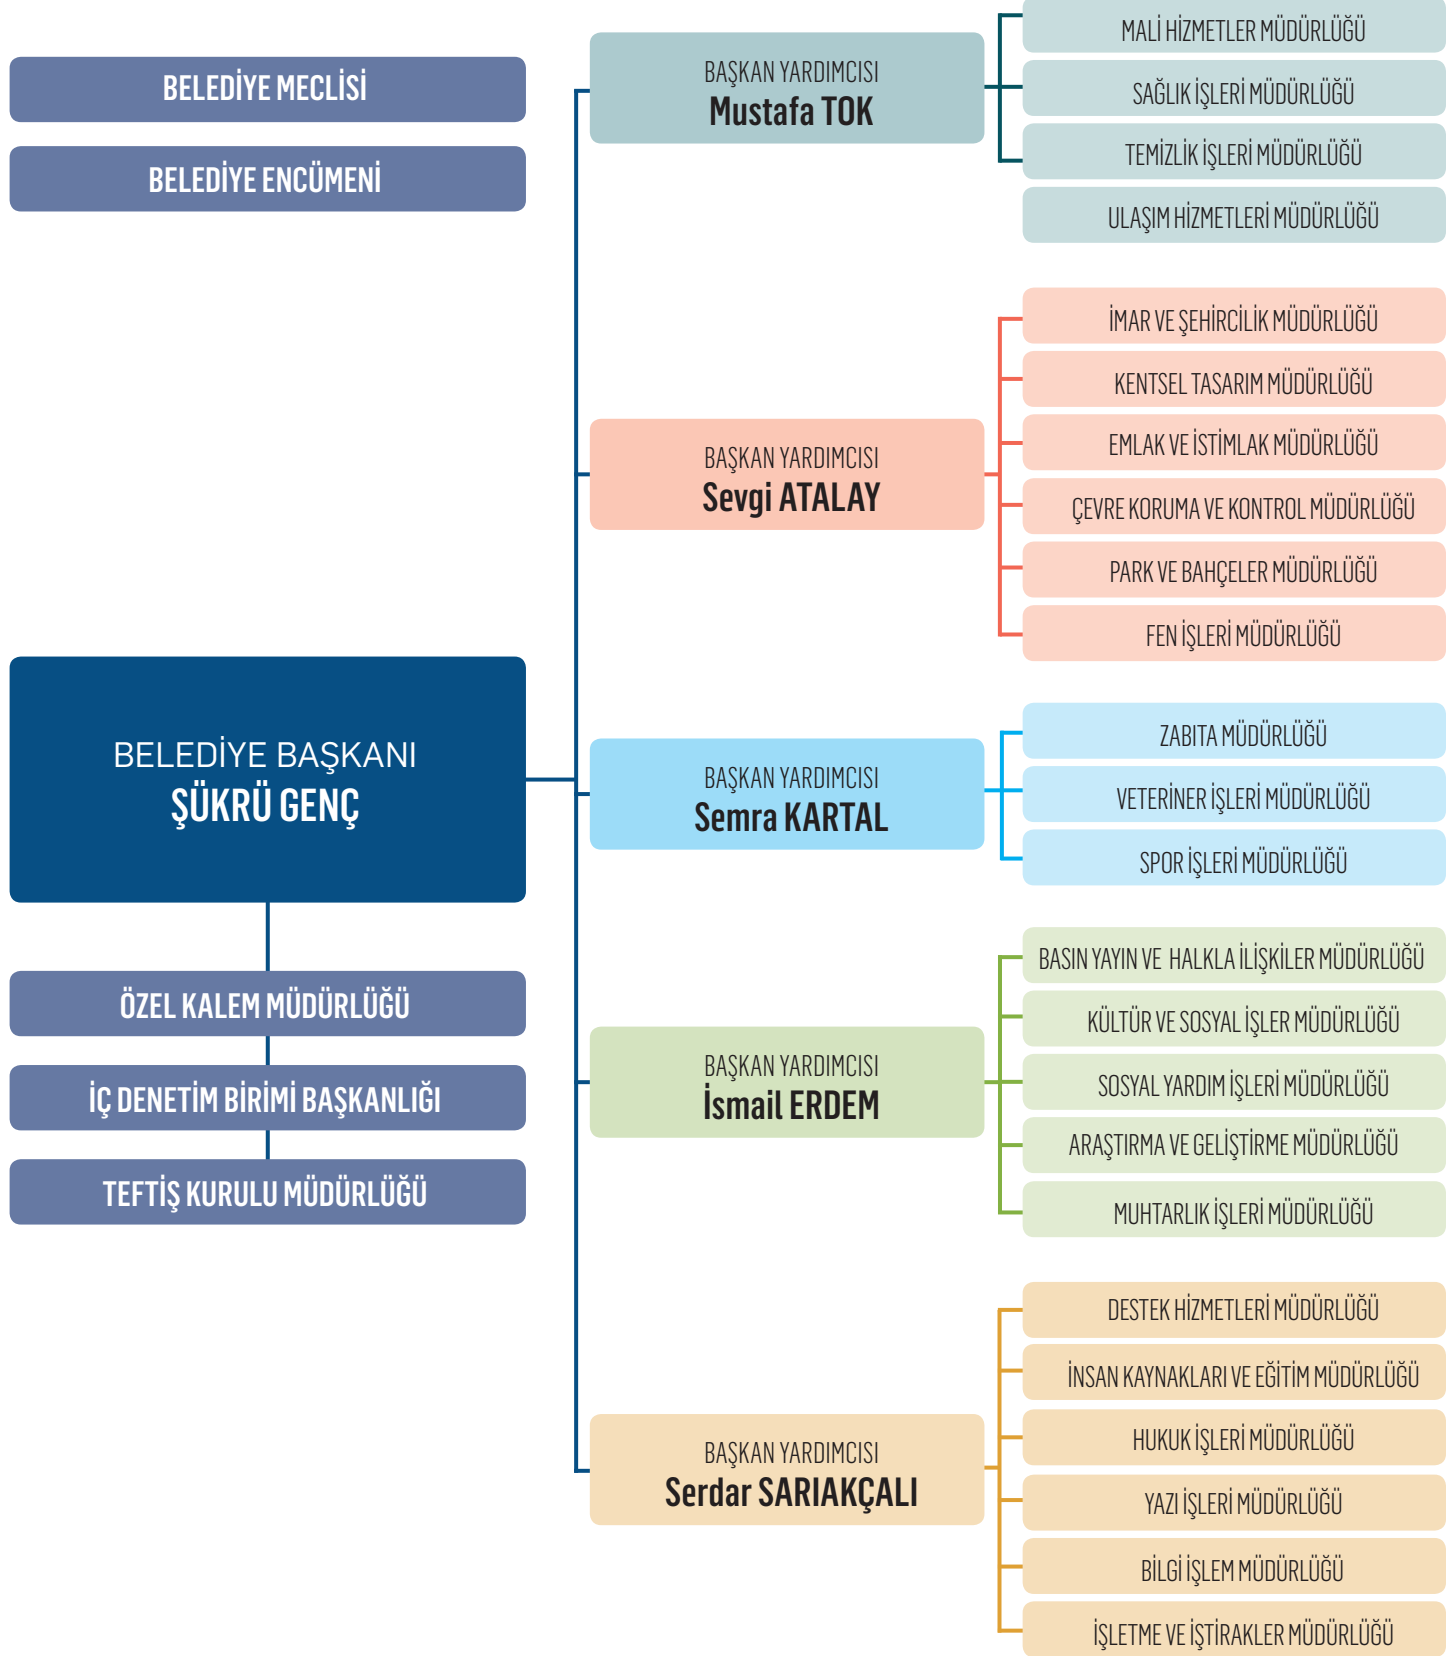 BELEDİYE MECLİSİ
BELEDİYE ENCÜMENİ
BELEDİYE BAŞKANI
ŞÜKRÜ GENÇ
ÖZEL KALEM MÜDÜRLÜĞÜ
İÇ DENETİM BİRİMİ BAŞKANLIĞI
TEFTİŞ KURULU MÜDÜRLÜĞÜ
BAŞKAN YARDIMCISI
Mustafa TOK
MALİ HİZMETLER MÜDÜRLÜĞÜ
SAĞLIK İŞLERİ MÜDÜRLÜĞÜ
TEMİZLİK İŞLERİ MÜDÜRLÜĞÜ
ULAŞIM HİZMETLERİ MÜDÜRLÜĞÜ
BAŞKAN YARDIMCISI
Sevgi ATALAY
İMAR VE ŞEHİRCİLİK MÜDÜRLÜĞÜ
KENTSEL TASARIM MÜDÜRLÜĞÜ
EMLAK VE İSTİMLAK MÜDÜRLÜĞÜ
ÇEVRE KORUMA VE KONTROL MÜDÜRLÜĞÜ
PARK VE BAHÇELER MÜDÜRLÜĞÜ
FEN İŞLERİ MÜDÜRLÜĞÜ
BAŞKAN YARDIMCISI
Semra KARTAL
ZABITA MÜDÜRLÜĞÜ
VETERİNER İŞLERİ MÜDÜRLÜĞÜ
SPOR İŞLERİ MÜDÜRLÜĞÜ
BAŞKAN YARDIMCISI
İsmail ERDEM
BASIN YAYIN VE HALKLA İLİŞKİLER MÜDÜRLÜĞÜ
KÜLTÜR VE SOSYAL İŞLER MÜDÜRLÜĞÜ
SOSYAL YARDIM İŞLERİ MÜDÜRLÜĞÜ
ARAŞTIRMA VE GELİŞTİRME MÜDÜRLÜĞÜ
MUHTARLIK İŞLERİ MÜDÜRLÜĞÜ
BAŞKAN YARDIMCISI
Serdar SARIAKÇALI
DESTEK HİZMETLERİ MÜDÜRLÜĞÜ
İNSAN KAYNAKLARI VE EĞİTİM MÜDÜRLÜĞÜ
HUKUK İŞLERİ MÜDÜRLÜĞÜ
YAZI İŞLERİ MÜDÜRLÜĞÜ
BİLGİ İŞLEM MÜDÜRLÜĞÜ
İŞLETME VE İŞTİRAKLER MÜDÜRLÜĞÜ